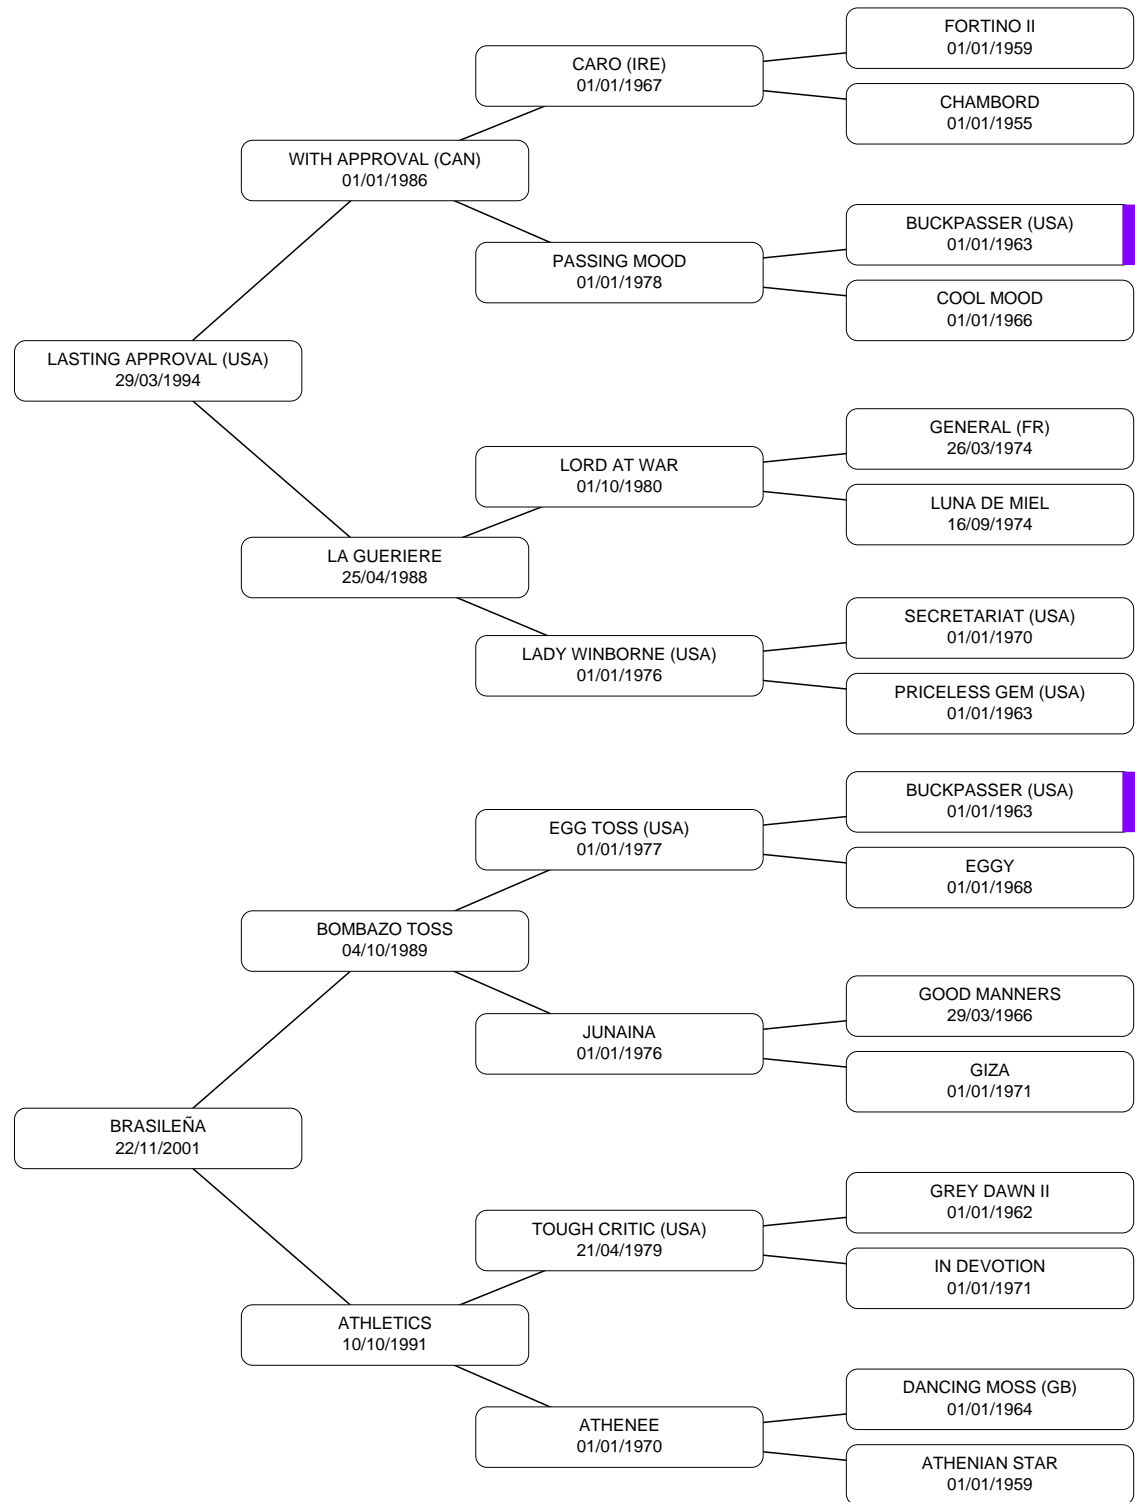 FORTINO II
01/01/1959
CARO (IRE)
01/01/1967
CHAMBORD
01/01/1955
WITH APPROVAL (CAN)
01/01/1986
BUCKPASSER (USA)
01/01/1963
PASSING MOOD
01/01/1978
COOL MOOD
01/01/1966
LASTING APPROVAL (USA)
29/03/1994
GENERAL (FR)
26/03/1974
LORD AT WAR
01/10/1980
LUNA DE MIEL
16/09/1974
LA GUERIERE
25/04/1988
SECRETARIAT (USA)
01/01/1970
LADY WINBORNE (USA)
01/01/1976
PRICELESS GEM (USA)
01/01/1963
BUCKPASSER (USA)
01/01/1963
EGG TOSS (USA)
01/01/1977
EGGY
01/01/1968
BOMBAZO TOSS
04/10/1989
GOOD MANNERS
29/03/1966
JUNAINA
01/01/1976
GIZA
01/01/1971
BRASILEÑA
22/11/2001
GREY DAWN II
01/01/1962
TOUGH CRITIC (USA)
21/04/1979
IN DEVOTION
01/01/1971
ATHLETICS
10/10/1991
DANCING MOSS (GB)
01/01/1964
ATHENEE
01/01/1970
ATHENIAN STAR
01/01/1959